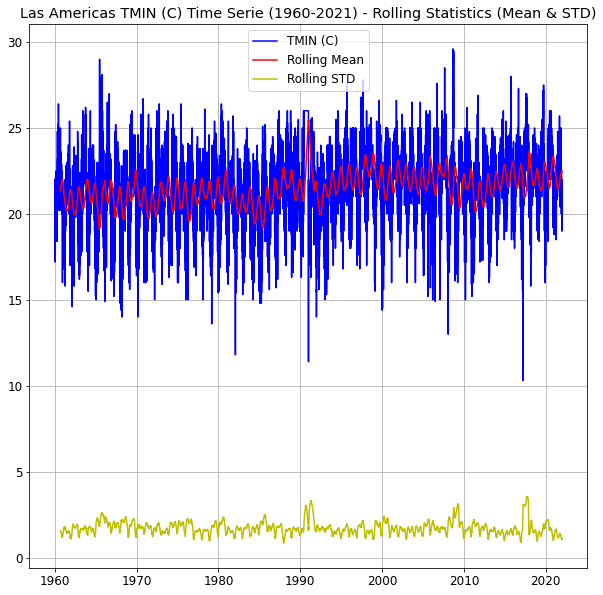 Las Americas TMIN (C) Time Serie (1960-2021) - Rolling Statistics (Mean & STD)
TMIN (C)
Rolling Mean
Rolling STD
30
25
20
15
10
5
0
1960 1970 1980 1990 2000 2010 2020